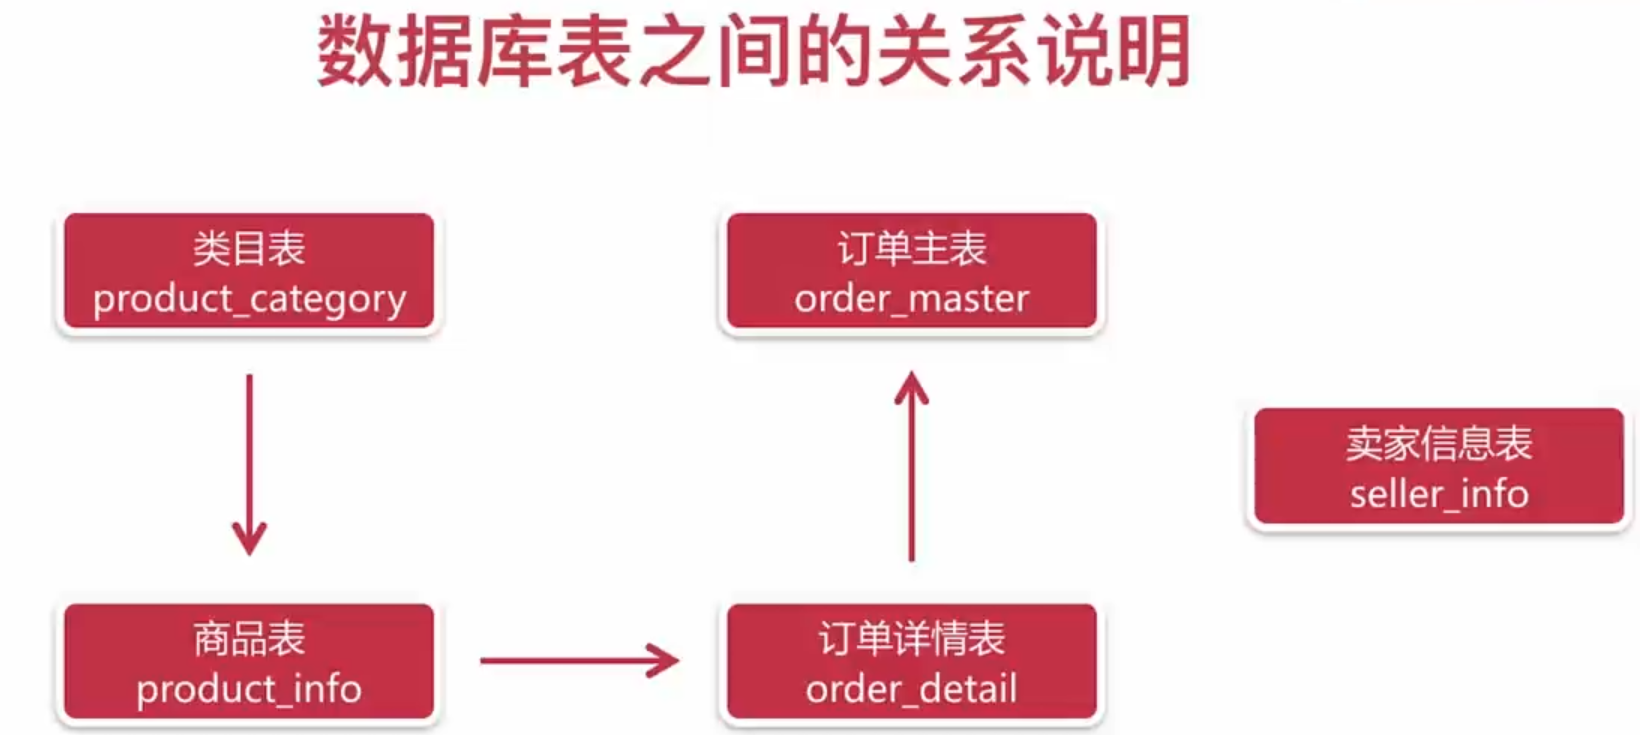 数据库表之间的关系说明
类目表
product_category
订单主表
order_master
卖家信息表
seller_info
商品表
product_info
订单详情表
order_detail